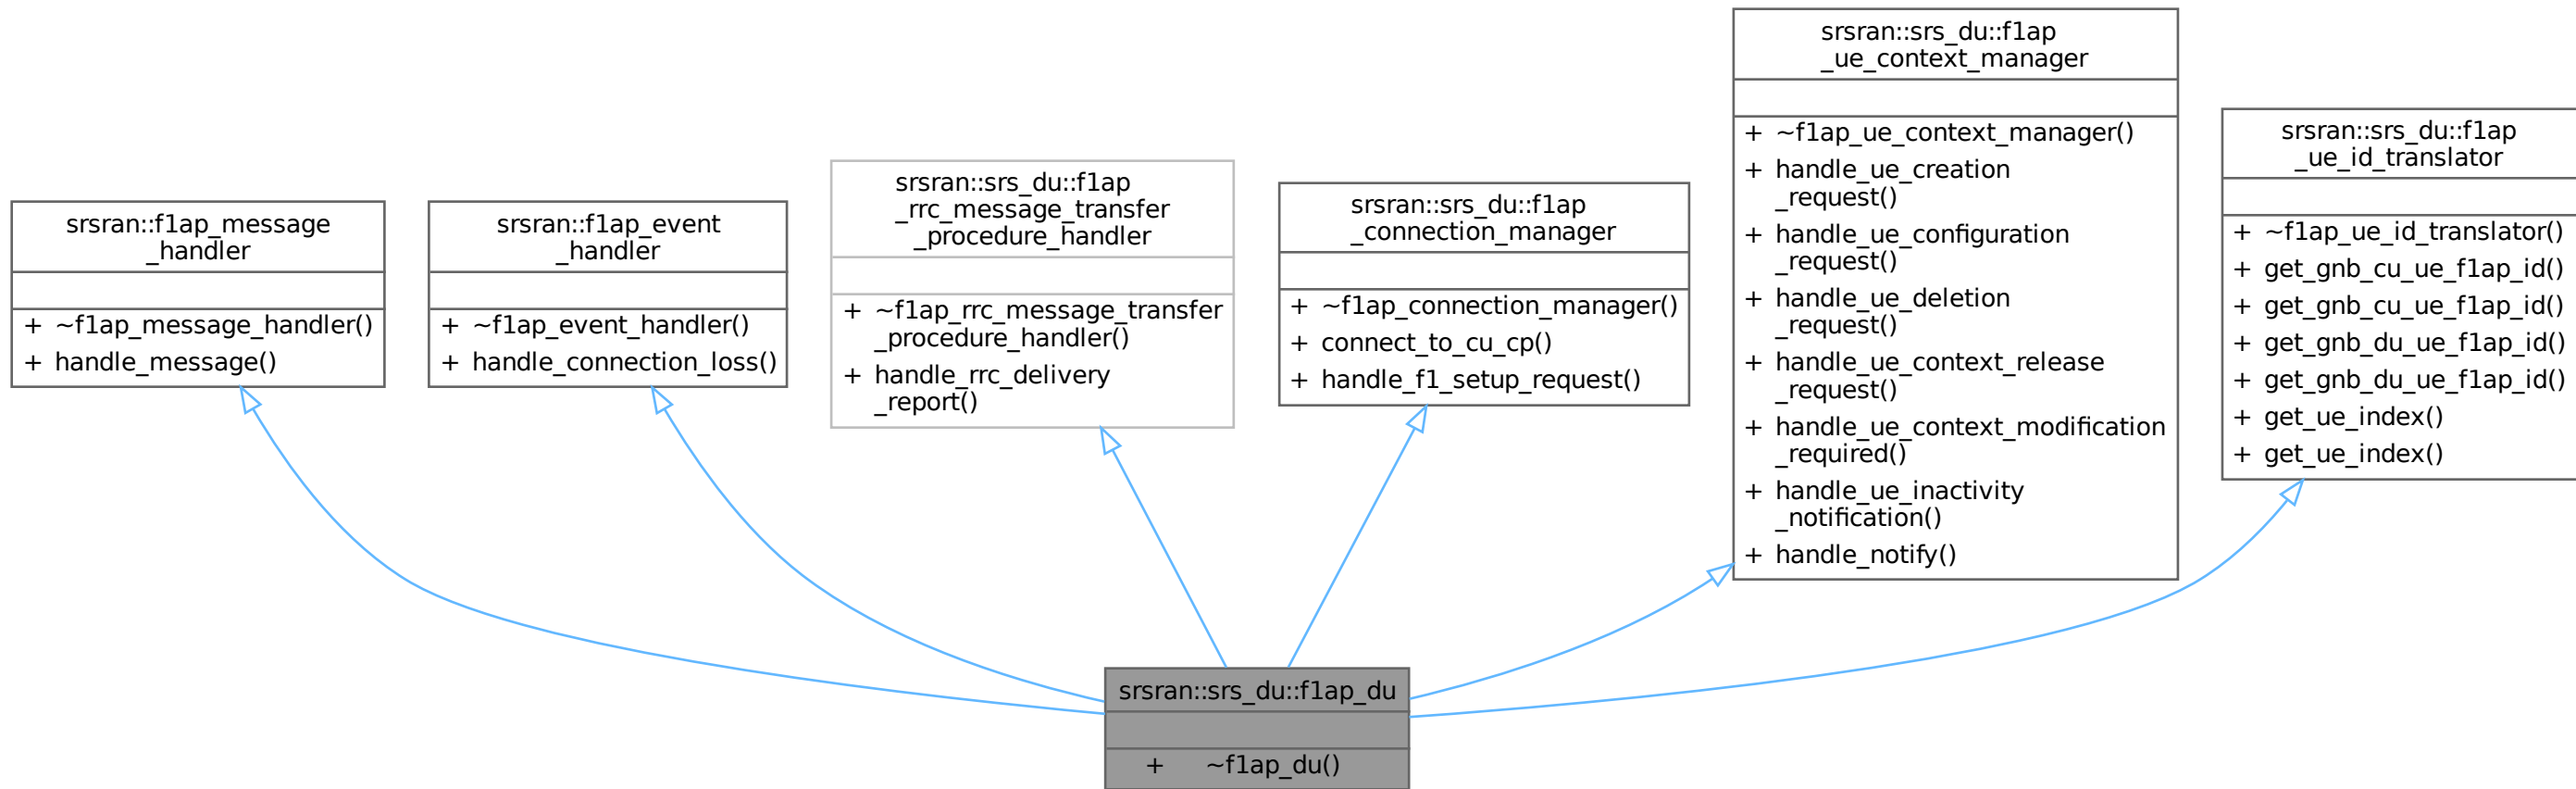 srsran::f1ap_message
_handler
+ ~f1ap_message_handler()
+ handle_message()
srsran::f1ap_event
_handler
+ ~f1ap_event_handler()
+ handle_connection_loss()
srsran::srs_du::f1ap
_rrc_message_transfer
_procedure_handler
+ ~f1ap_rrc_message_transfer
_procedure_handler()
+ handle_rrc_delivery
_report()
srsran::srs_du::f1ap
_connection_manager
+ ~f1ap_connection_manager()
+ connect_to_cu_cp()
+ handle_f1_setup_request()
srsran::srs_du::f1ap
_ue_context_manager
+ ~f1ap_ue_context_manager()
+ handle_ue_creation
_request()
+ handle_ue_configuration
_request()
+ handle_ue_deletion
_request()
+ handle_ue_context_release
_request()
+ handle_ue_context_modification
_required()
+ handle_ue_inactivity
_notification()
+ handle_notify()
srsran::srs_du::f1ap
_ue_id_translator
+ ~f1ap_ue_id_translator()
+ get_gnb_cu_ue_f1ap_id()
+ get_gnb_cu_ue_f1ap_id()
+ get_gnb_du_ue_f1ap_id()
+ get_gnb_du_ue_f1ap_id()
+ get_ue_index()
+ get_ue_index()
srsran::srs_du::f1ap_du
+ ~f1ap_du()